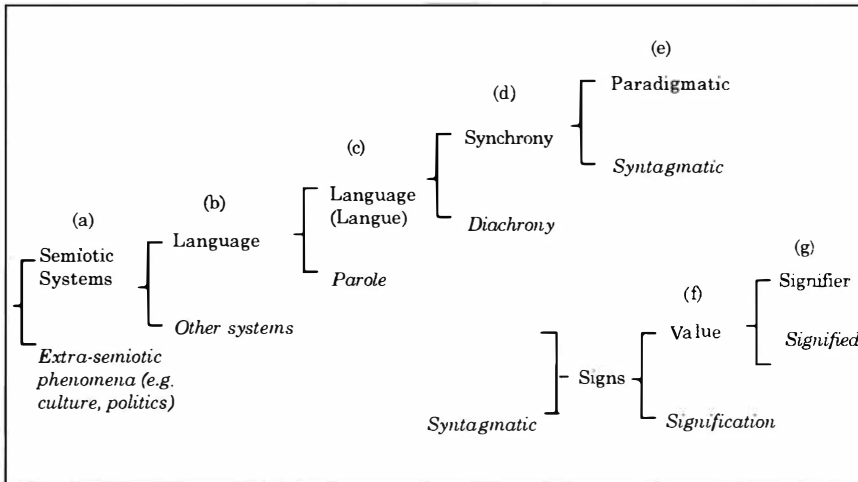 (e)
Paradigmatic
(d)
Synchrony
Syntagmatic
(c)
Language
(Langue)
Diachrony
(a)
(b)
Semiotic
Systems
Language
Parole
(g)
Signifier
(f)
Value
Other systems
Signified
Extra-semiotic
phenomena (e.g.
culture, politics)
Signs
Syntagmatic
Signification